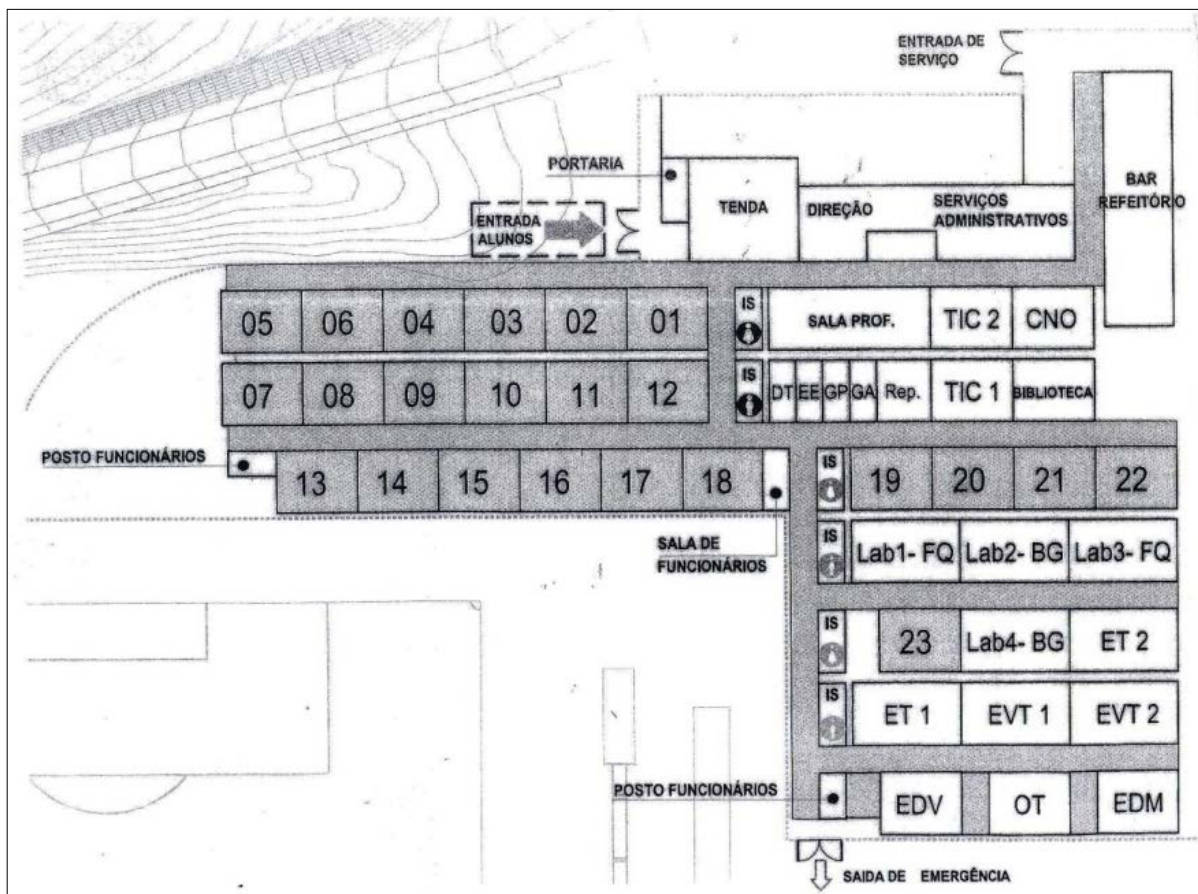 ENTRADA DE
SERVIÇO
PORTARIA
BAR
REFEITÓRIO
TENDA
DIREÇÃO
SERVIÇOS
ADMINISTRATIVOS
ENTRADA
ALUNOS
05 06 04 03 02 01 IS SALA PROF. TIC 2 CNO
07 08 09 10 11 12 IS DT EE GP GA Rep. TIC 1 BIBLIOTECA
POSTO FUNCIONÁRIOS
13 14 15 16 17 18 IS 19 20 21 22
SALA DE
FUNCIONÁRIOS
IS Lab1- FQ Lab2- BG Lab3- FQ
IS 23 Lab4- BG ET 2
IS ET 1 EVT 1 EVT 2
POSTO FUNCIONÁRIOS
EDV OT EDM
SAIDA DE EMERGÊNCIA